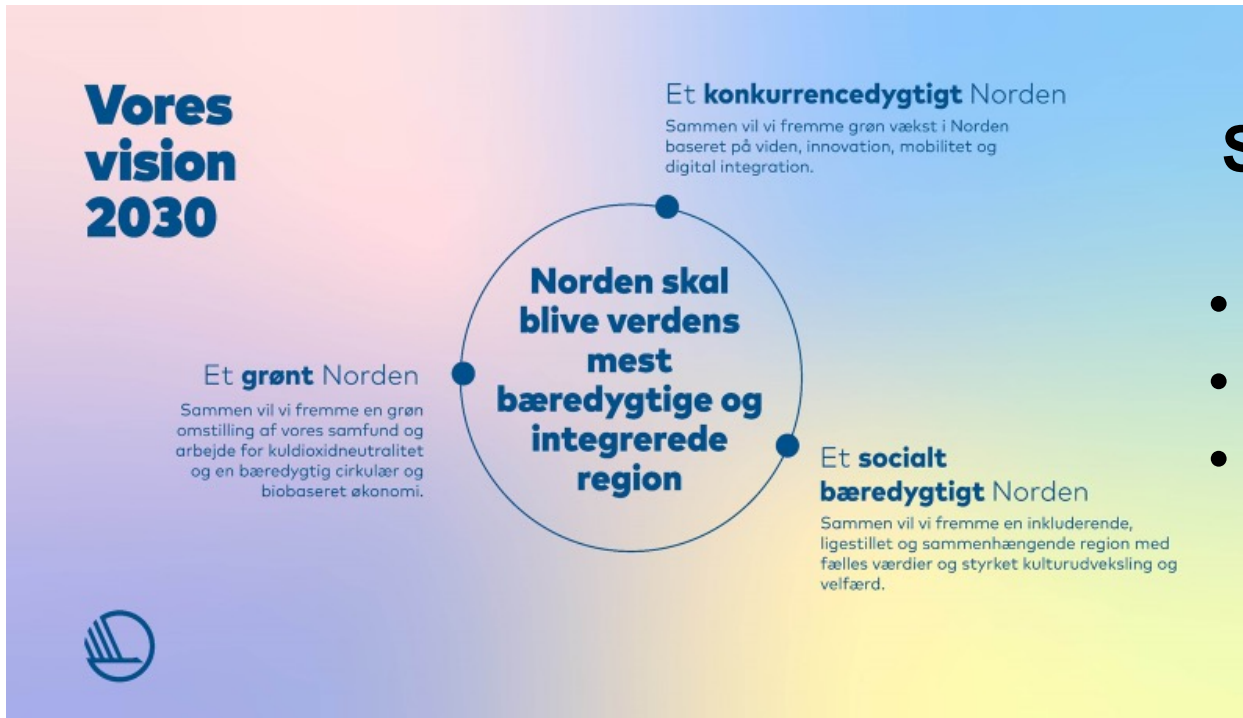 Vores
vision
2030
Et konkurrencedygtigt Norden
Sammen vil vi fremme grøn vækst i Norden
baseret på viden, innovation, mobilitet og
digital integration.
Norden skal
blive verdens
mest
bæredygtige og
integrerede
region
Et grønt Norden
Sammen vil vi fremme en grøn
omstilling af vores samfund og
arbejde for kuldioxidneutralitet
og en bæredygtig cirkulær og
biobaseret økonomi.
Et socialt
bæredygtigt Norden
Sammen vil vi fremme en inkluderende,
ligestillet og sammenhængende region med
fælles værdier og styrket kulturudveksling og
velfærd.